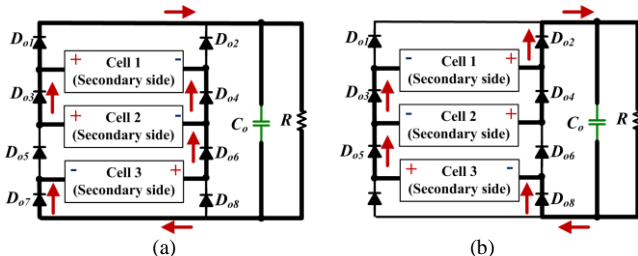 Do1
+ Cell 1 -
(Secondary side)
Do2
Do3
Do4
+ Cell 2 -
(Secondary side)
Co
R
Do5
Do6
- Cell 3 +
(Secondary side)
Do7
Do8
(a)
Do1
- Cell 1 +
(Secondary side)
Do2
Do3
Do4
- Cell 2 +
(Secondary side)
Co
R
Do5
Do6
+ Cell 3 -
(Secondary side)
Do7
Do8
(b)